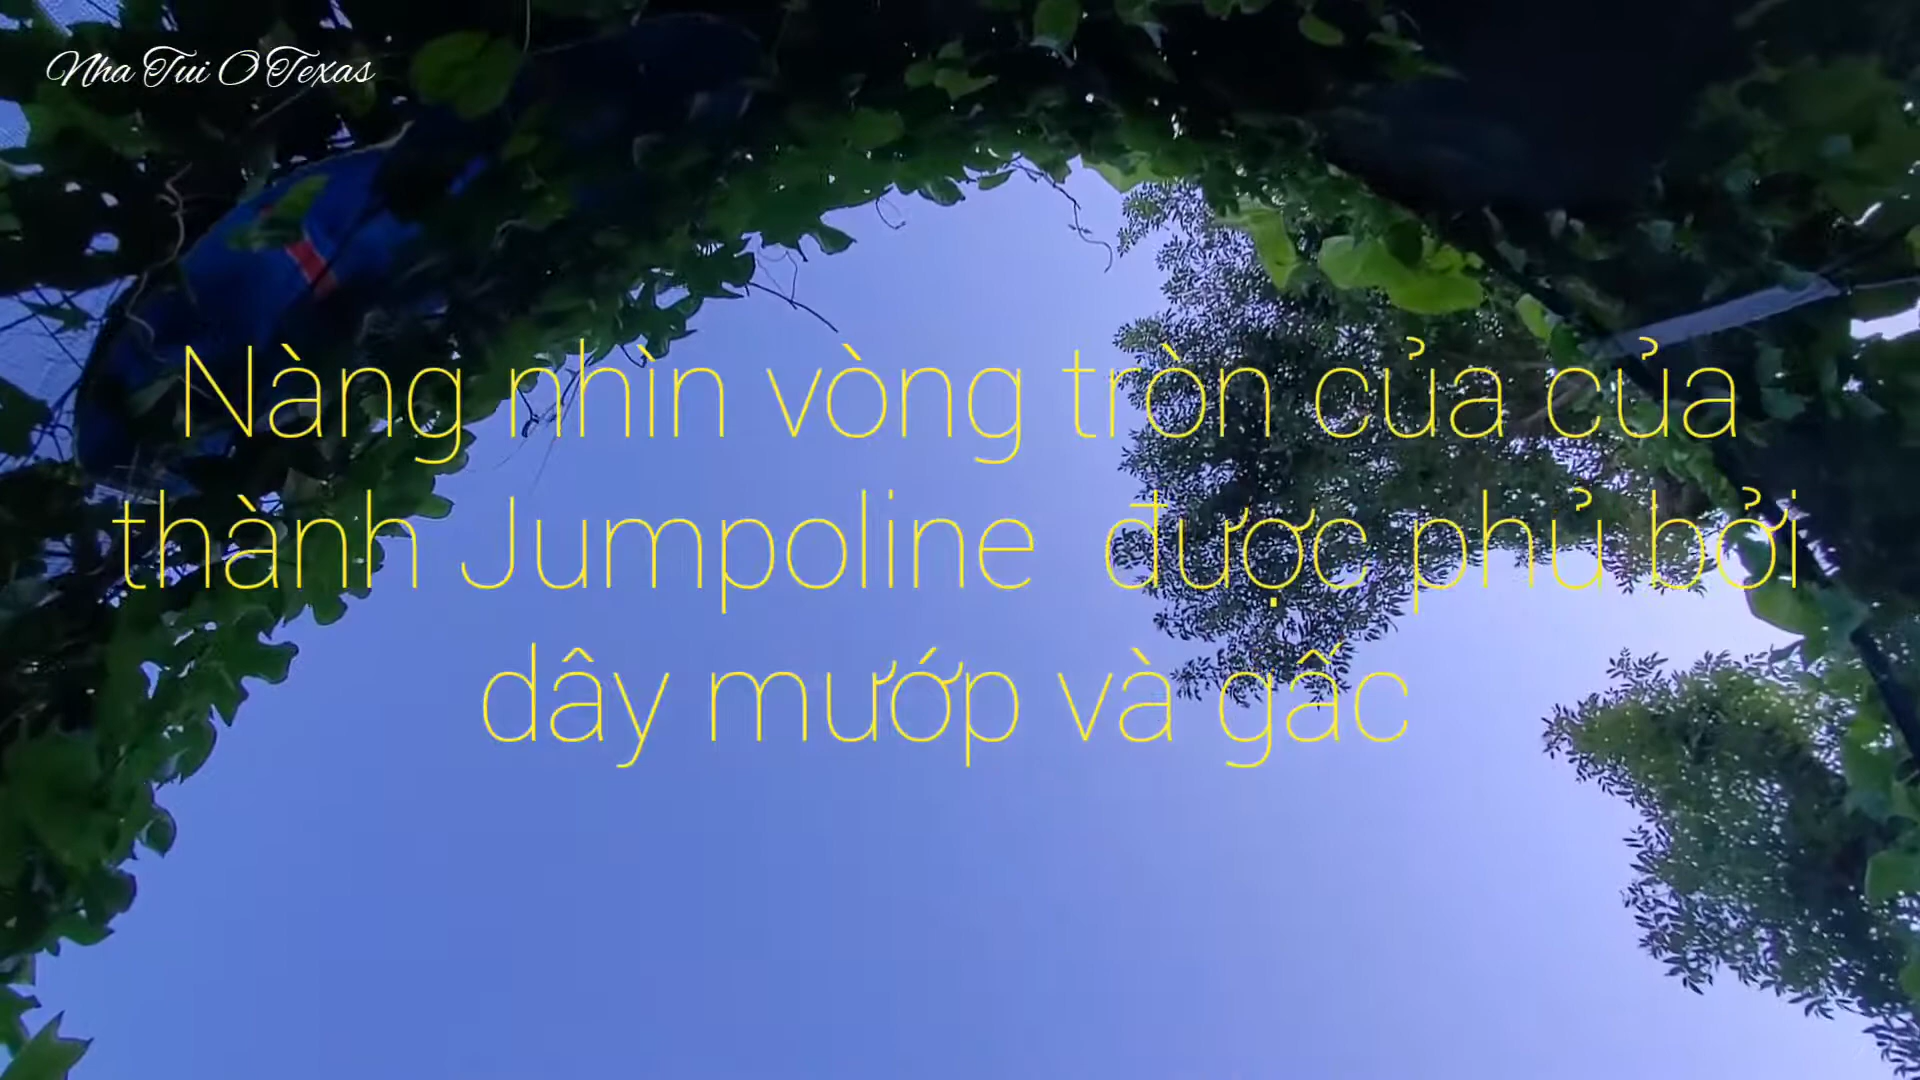 Nha Tui O Texas
Nàng nhìn vòng tròn của của
thành Jumpoline  được phủ bởi
dây mướp và gấc